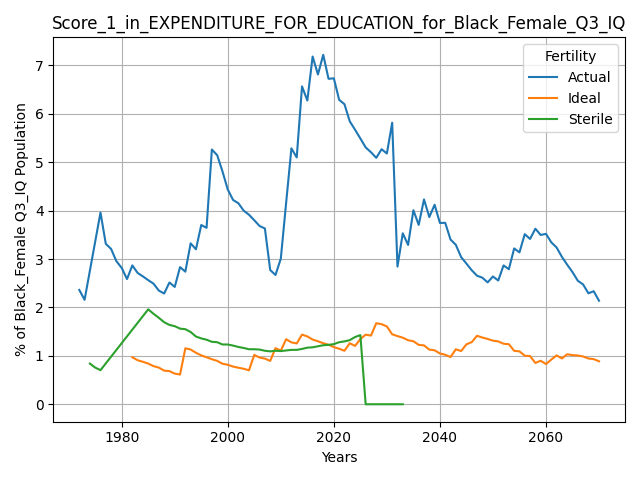 Score_1_in_EXPENDITURE_FOR_EDUCATION_for_Black_Female_Q3_IQ
% of Black_Female Q3_IQ Population
7
6
5
4
3
2
1
0
Fertility
Actual
Ideal
Sterile
1980 2000 2020 2040 2060
Years